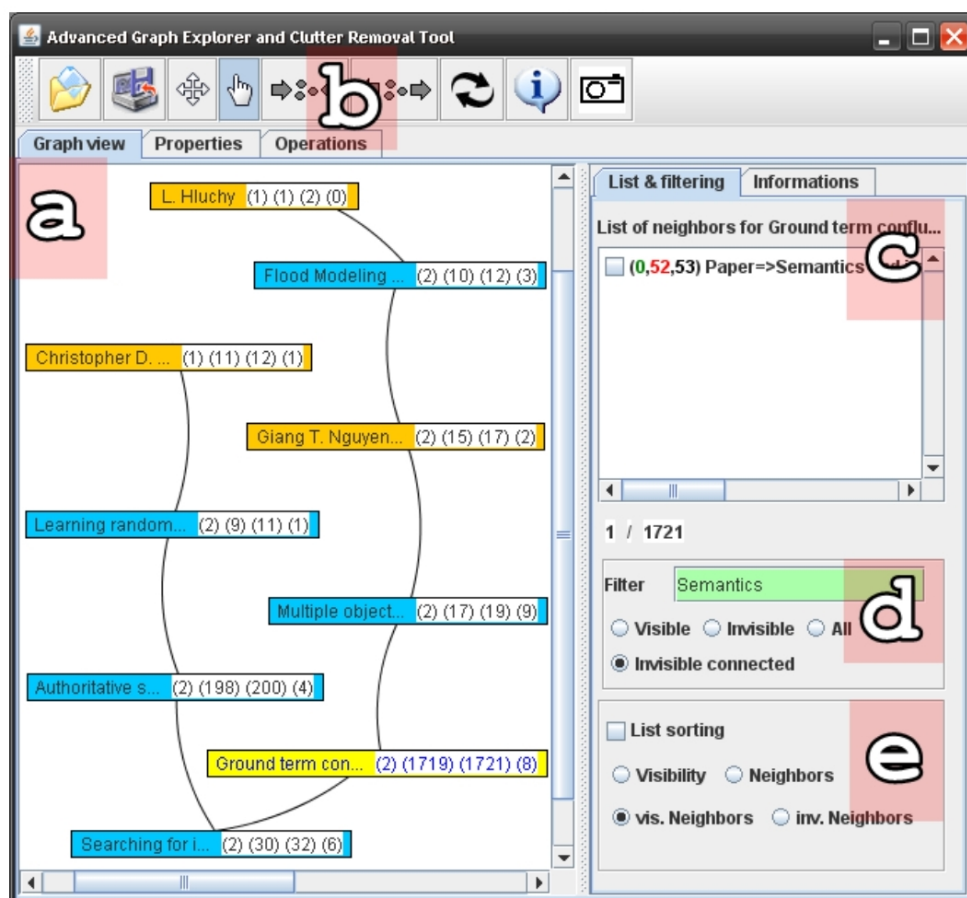 Advanced Graph Explorer and Clutter Removal Tool
b
Graph view Properties Operations
a
L. Hluchy (1) (1) (2) (0)
Flood Modeling ... (2) (10) (12) (3)
Christopher D. ... (1) (11) (12) (1)
Giang T. Nguyen... (2) (15) (17) (2)
Learning random... (2) (9) (11) (1)
Multiple object... (2) (17) (19) (9)
Authoritative s... (2) (198) (200) (4)
Ground term con... (2) (1719) (1721) (8)
Searching for i... (2) (30) (32) (6)
List & filtering Informations
List of neighbors for Ground term conflu...
c
(0,52,53) Paper=>Semantics
1 / 1721
Filter Semantics
d
Visible Invisible All
Invisible connected
List sorting
e
Visibility Neighbors
vis. Neighbors inv. Neighbors